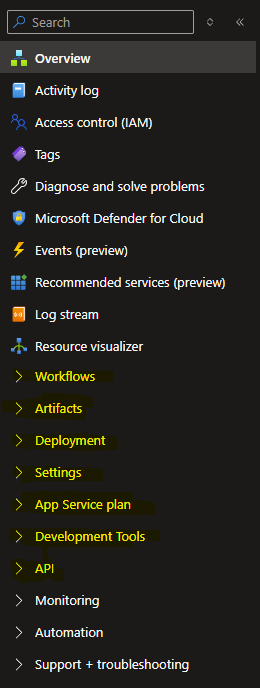 Search
Overview
Activity log
Access control (IAM)
Tags
Diagnose and solve problems
Microsoft Defender for Cloud
Events (preview)
Recommended services (preview)
Log stream
Resource visualizer
Workflows
Artifacts
Deployment
Settings
App Service plan
Development Tools
API
Monitoring
Automation
Support + troubleshooting